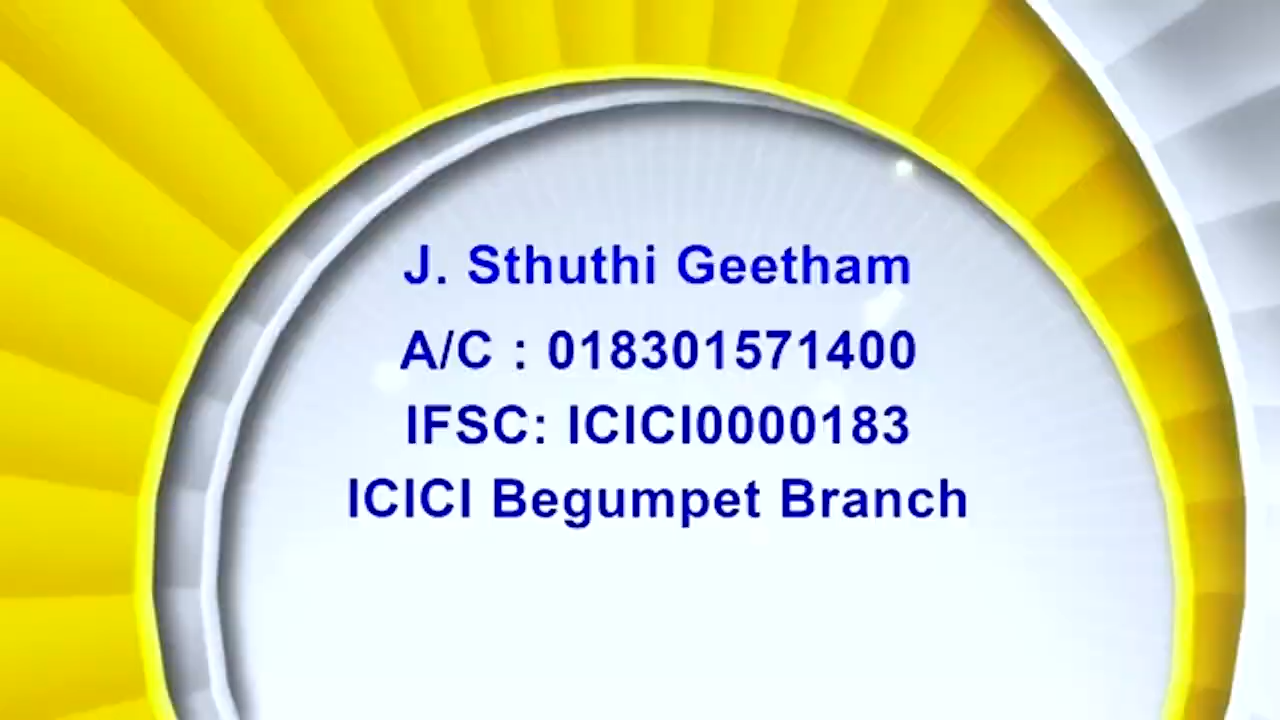 J. Sthuthi Geetham
A/C : 018301571400
IFSC: ICICI0000183
ICICI Begumpet Branch